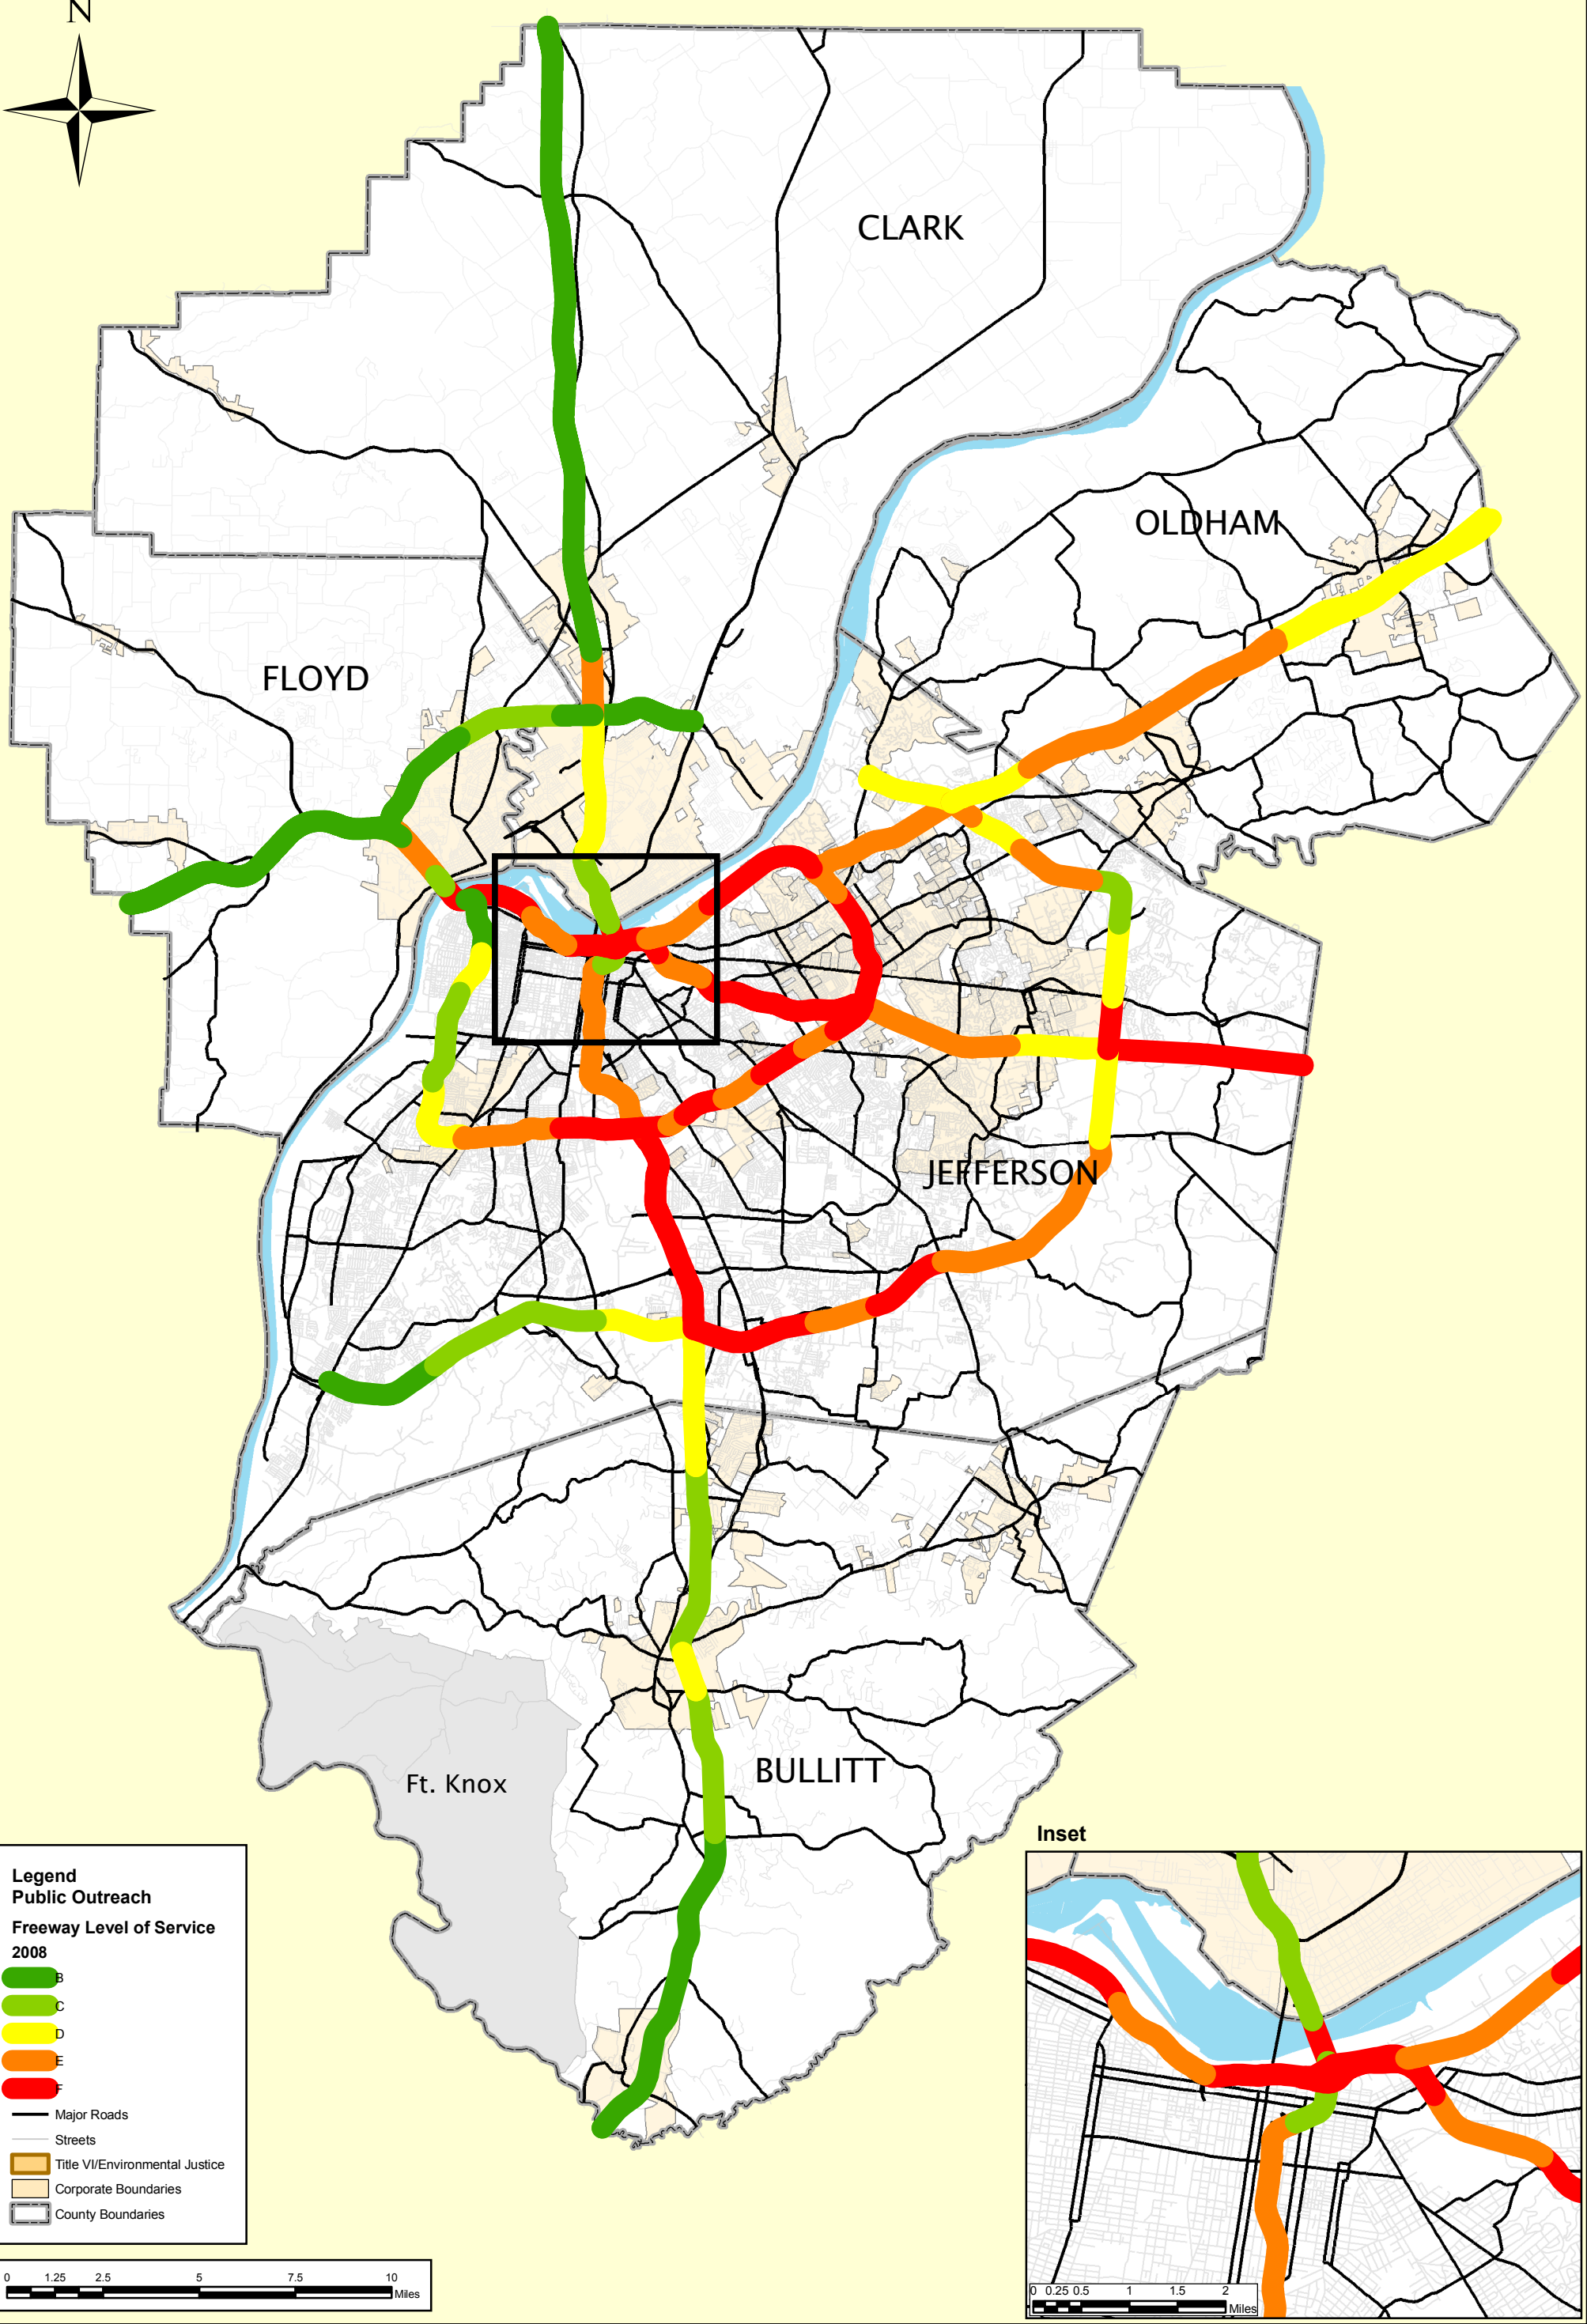 N
CLARK
OLDHAM
FLOYD
JEFFERSON
BULLITT
Ft. Knox
Inset
Legend
Public Outreach
Freeway Level of Service
2008
B
C
D
E
F
Major Roads
Streets
Title VI/Environmental Justice
Corporate Boundaries
County Boundaries
0 1.25 2.5 5 7.5 10
Miles
0 0.25 0.5 1 1.5 2
Miles